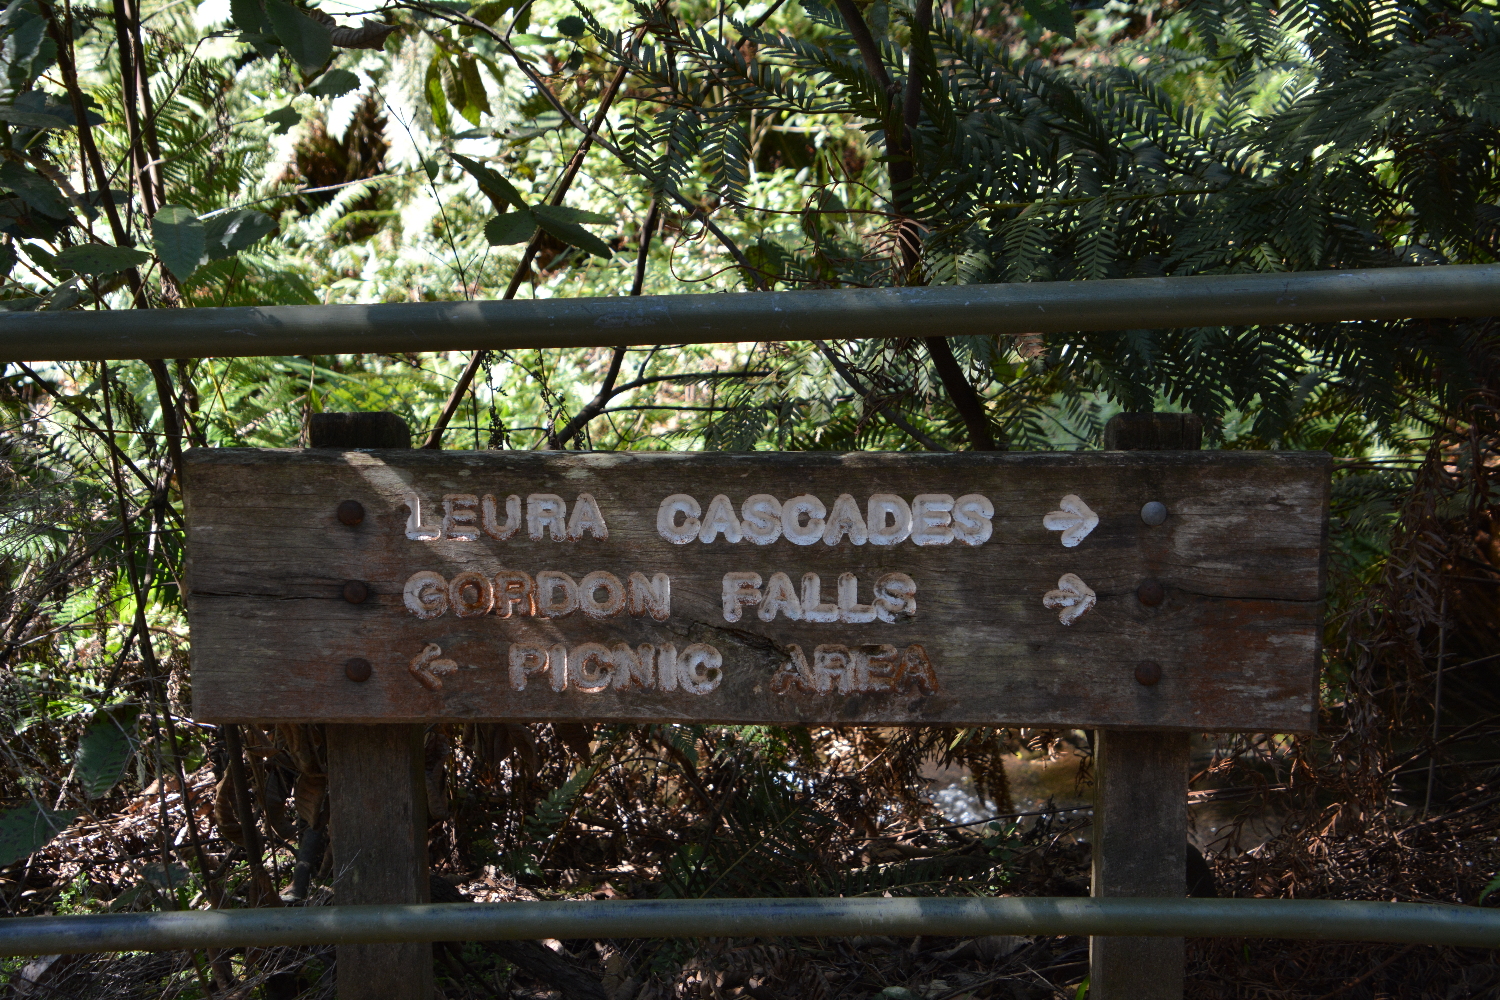 LEURA CASCADES →
GORDON FALLS →
← PICNIC AREA